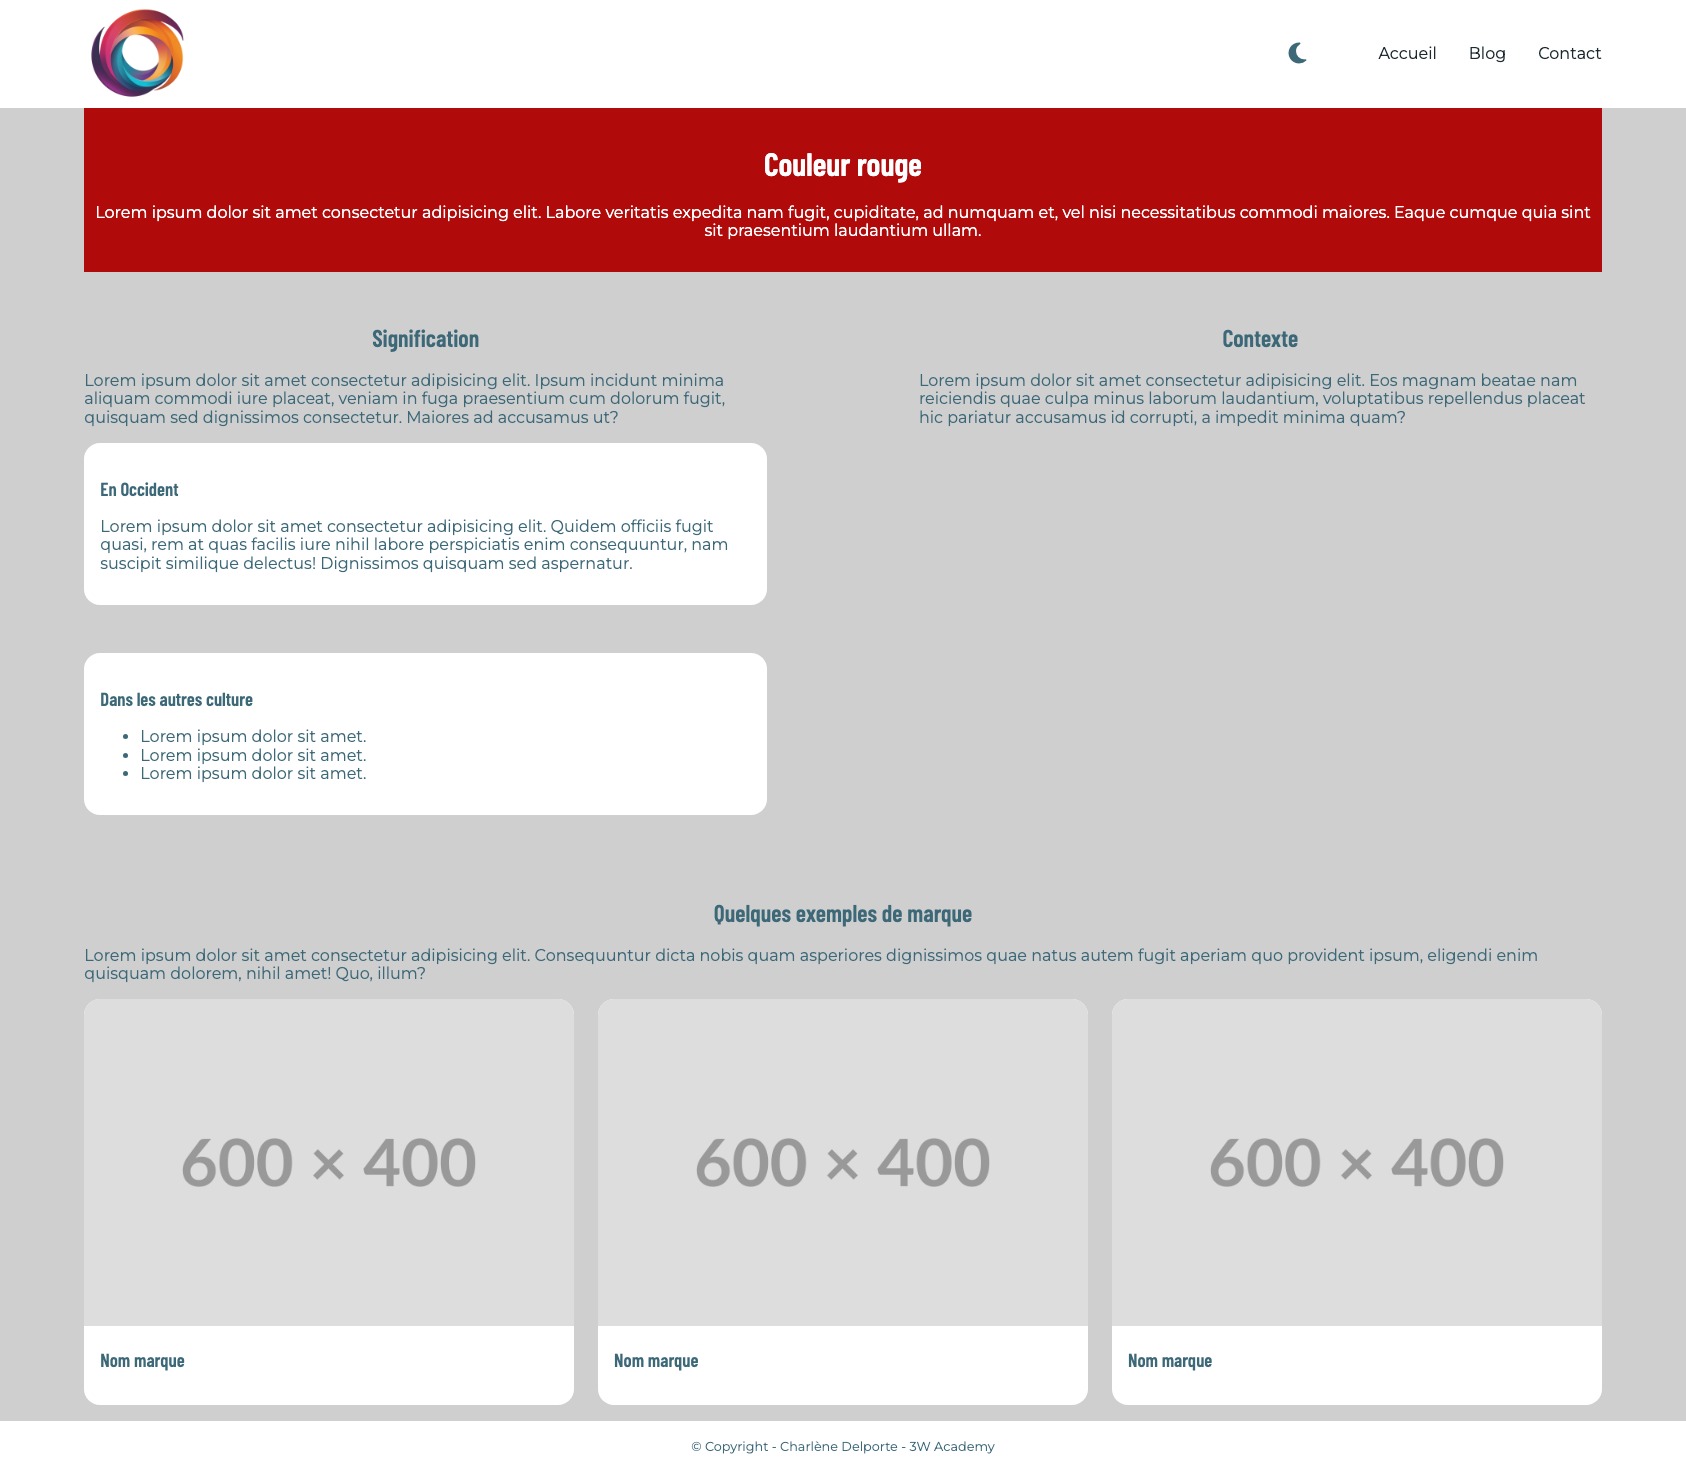 Accueil Blog Contact
Couleur rouge
Lorem ipsum dolor sit amet consectetur adipisicing elit. Labore veritatis expedita nam fugit, cupiditate, ad numquam et, vel nisi necessitatibus commodi maiores. Eaque cumque quia sint
sit praesentium laudantium ullam.
Signification
Lorem ipsum dolor sit amet consectetur adipisicing elit. Ipsum incidunt minima
aliquam commodi iure placeat, veniam in fuga praesentium cum dolorum fugit,
quisquam sed dignissimos consectetur. Maiores ad accusamus ut?
En Occident
Lorem ipsum dolor sit amet consectetur adipisicing elit. Quidem officiis fugit
quasi, rem at quas facilis iure nihil labore perspiciatis enim consequuntur, nam
suscipit similique delectus! Dignissimos quisquam sed aspernatur.
Dans les autres culture
• Lorem ipsum dolor sit amet.
• Lorem ipsum dolor sit amet.
• Lorem ipsum dolor sit amet.
Contexte
Lorem ipsum dolor sit amet consectetur adipisicing elit. Eos magnam beatae nam
reiciendis quae culpa minus laborum laudantium, voluptatibus repellendus placeat
hic pariatur accusamus id corrupti, a impedit minima quam?
Quelques exemples de marque
Lorem ipsum dolor sit amet consectetur adipisicing elit. Consequuntur dicta nobis quam asperiores dignissimos quae natus autem fugit aperiam quo provident ipsum, eligendi enim
quisquam dolorem, nihil amet! Quo, illum?
600 × 400
Nom marque
600 × 400
Nom marque
600 × 400
Nom marque
© Copyright - Charlène Delporte - 3W Academy